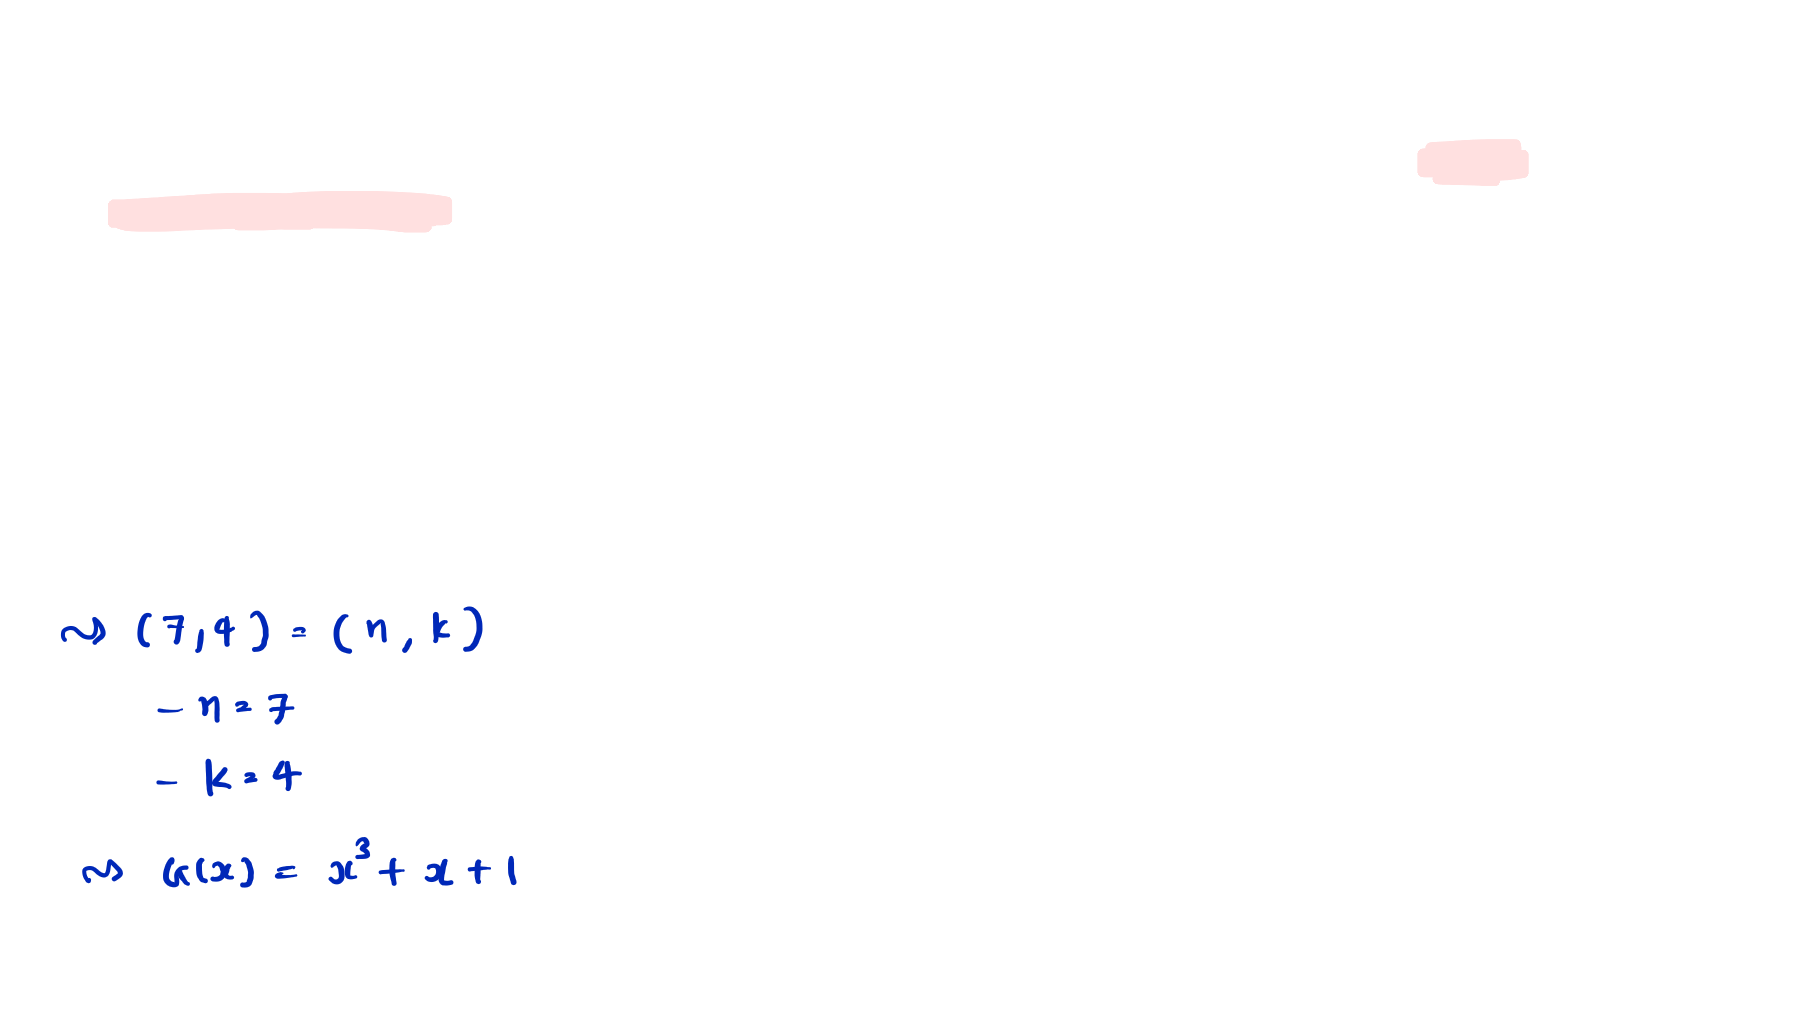 ~> (7,4) = (n, k)
- n = 7
- k = 4
~> G(x) = x³ + x + 1